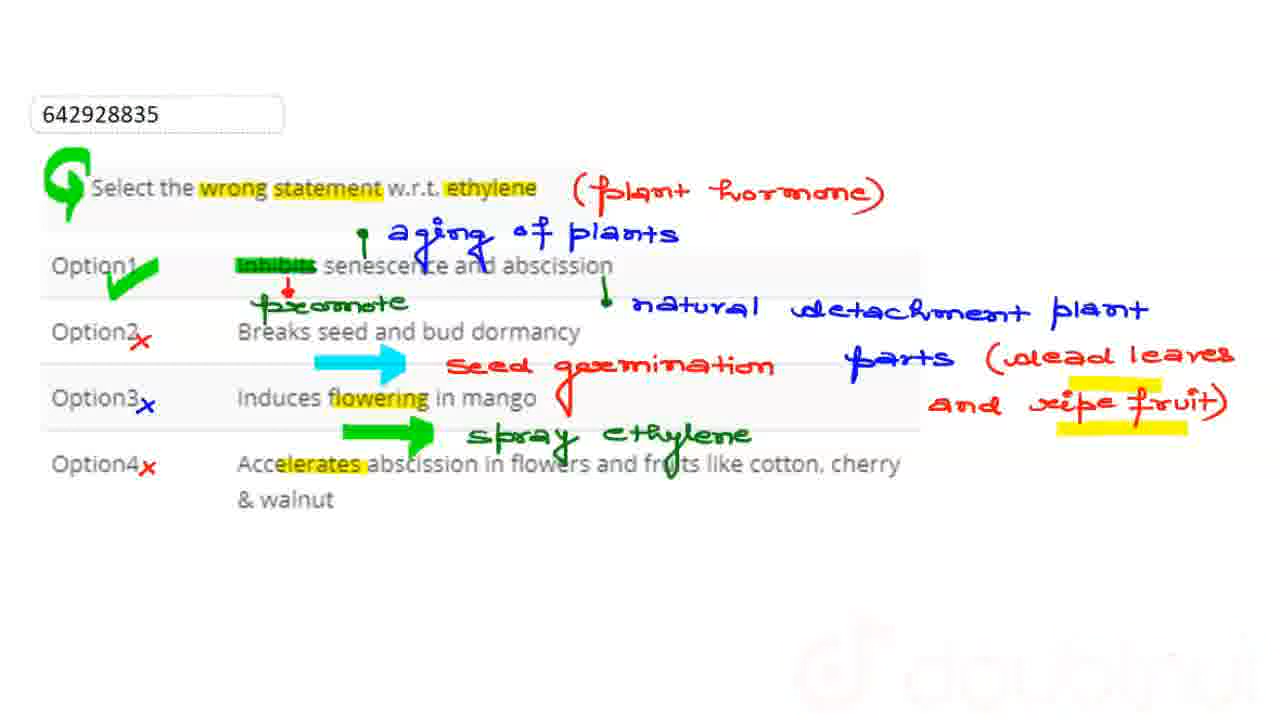 642928835
Select the wrong statement w.r.t. ethylene (plant hormone)
aging of plants
Option1 Inhibits senescence and abscission
promote
natural detachment plant
Option2 x Breaks seed and bud dormancy
seed germination
parts (dead leaves
Option3 x Induces flowering in mango
and ripe fruit)
spray ethylene
Option4 x Accelerates abscission in flowers and fruits like cotton, cherry
& walnut
doubtnut